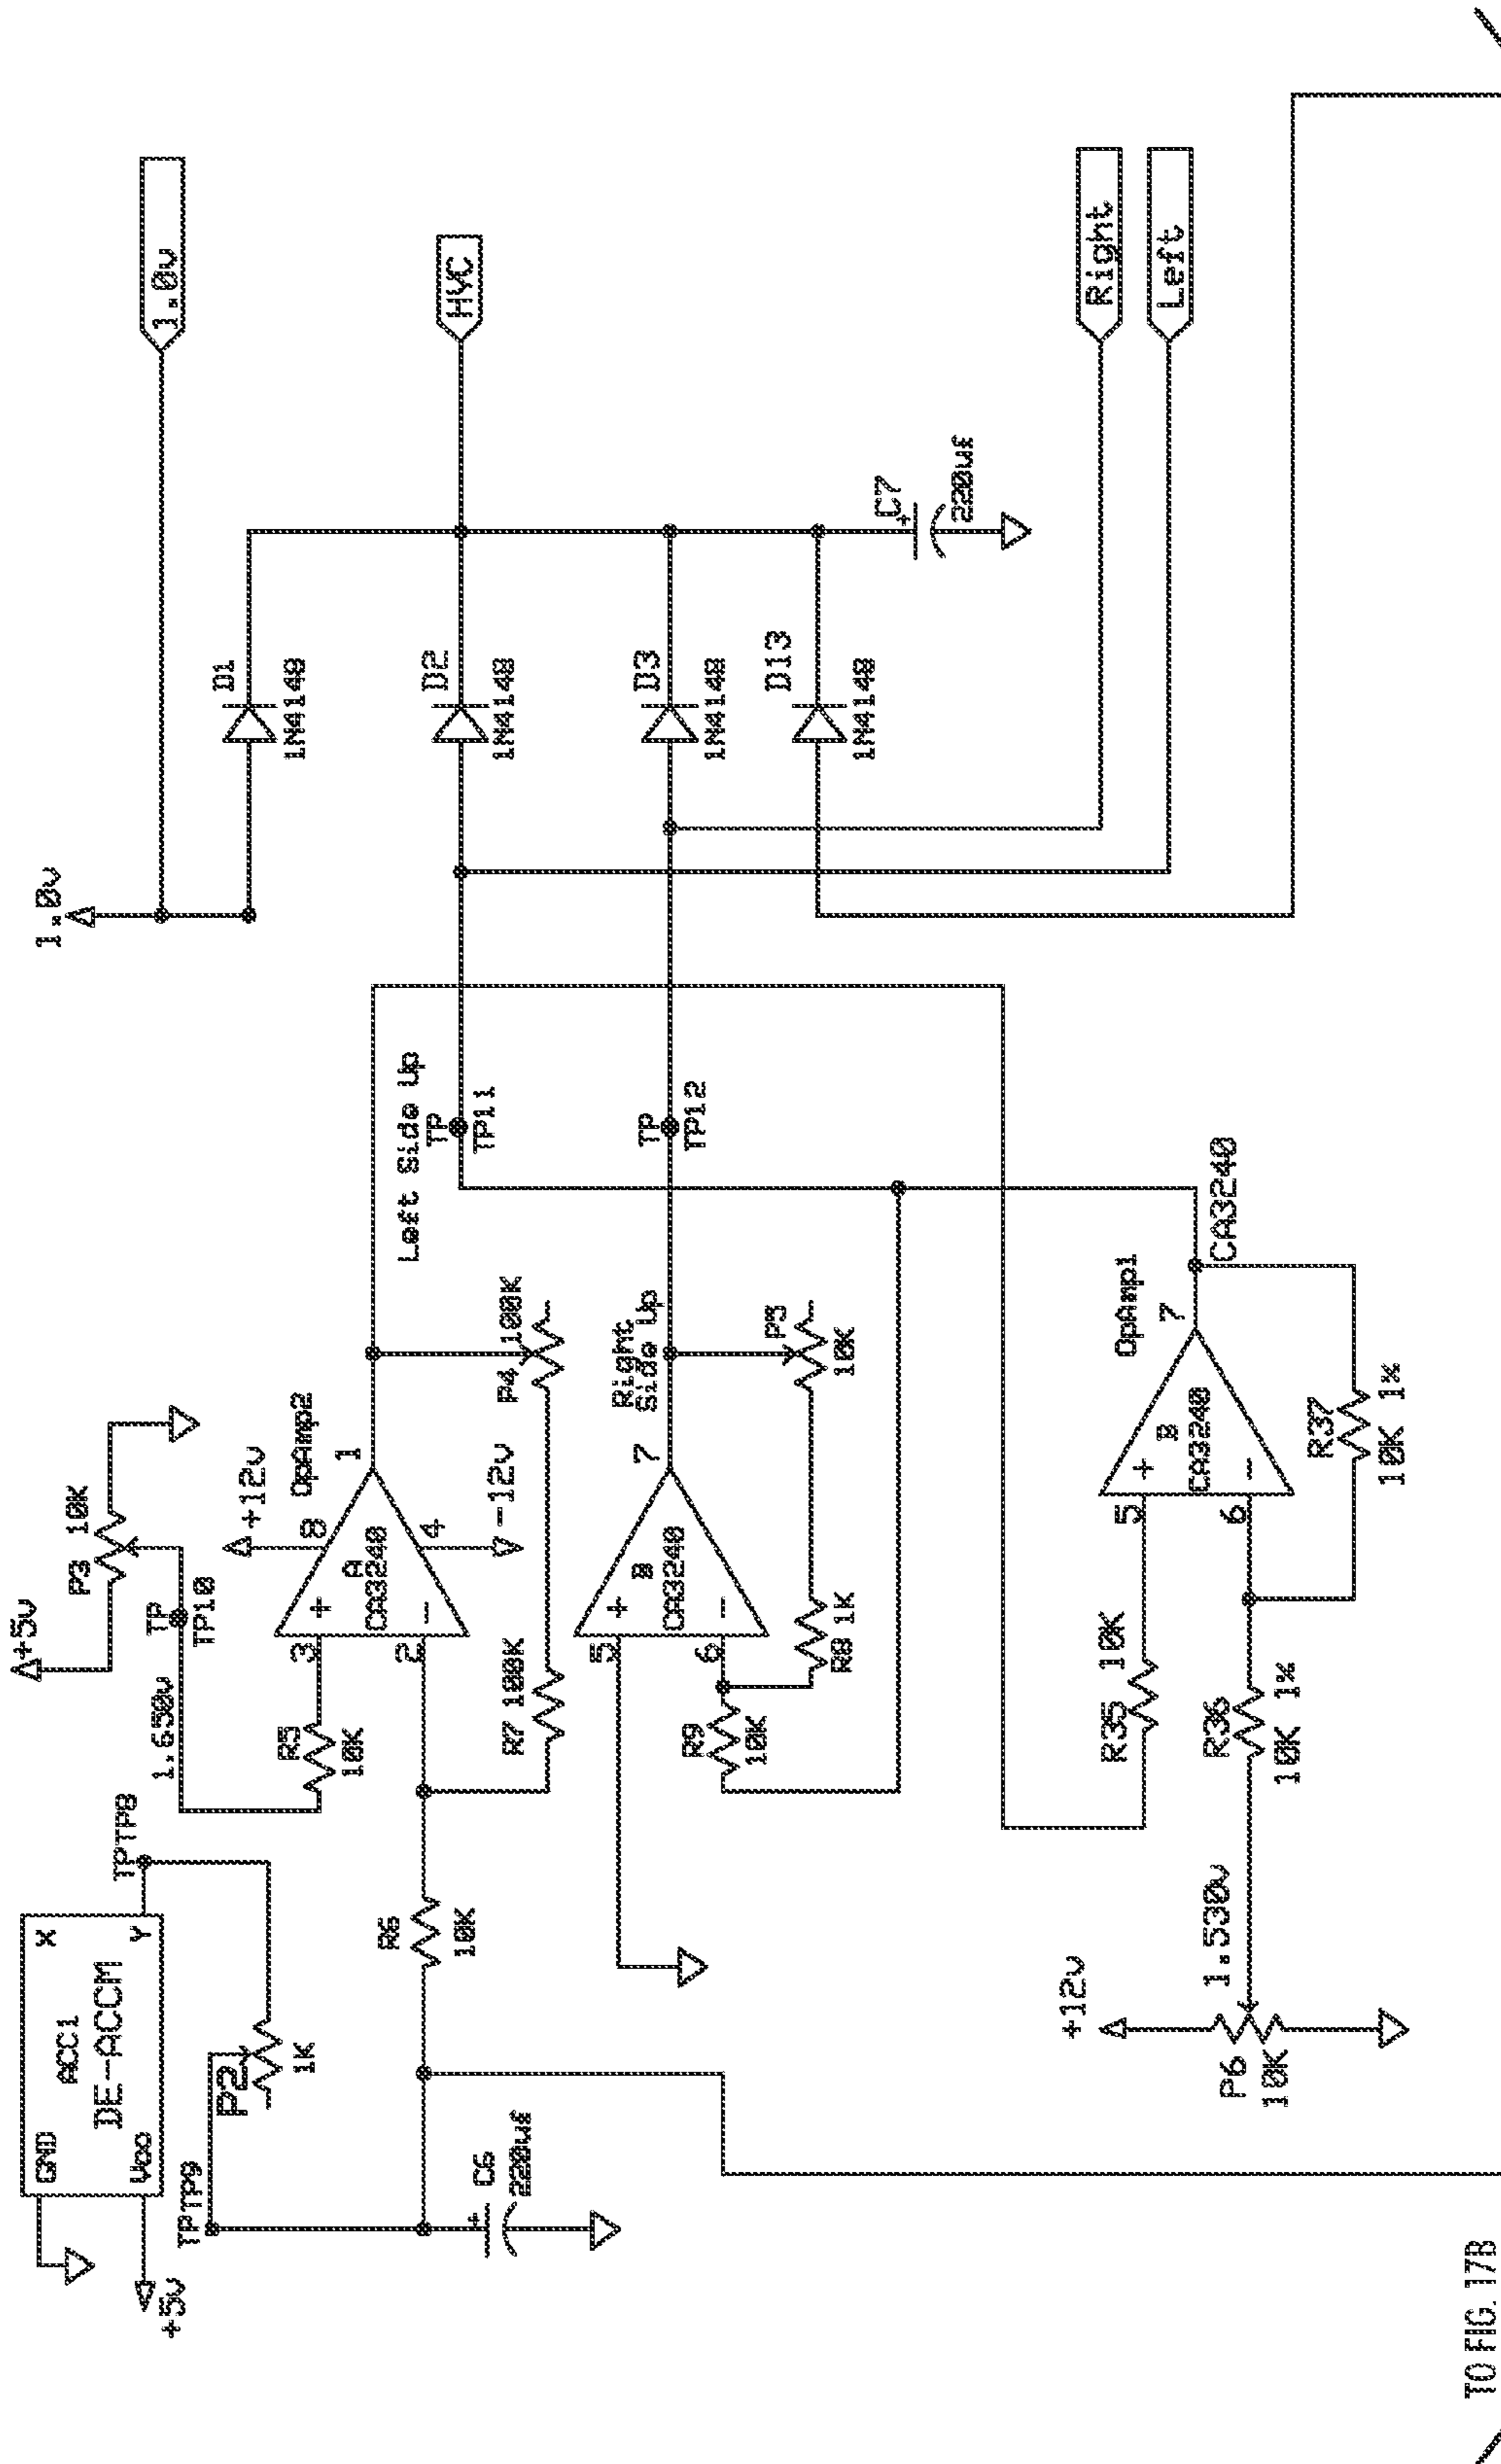 +5v
P3 10K
TP
TP10
1.650v
ACC1
DE-ACCM
GND
X
Voo
Y
+5v
TPTP8
TPTP9
P2
1K
C6
220uf
R5
10K
R6
10K
+12v
OpAmp2
8
3
+
A
CA3240
2
-
4
1
-12v
R7 100K
P4 100K
Left Side Up
TP
TP11
Right
Side Up
TP
TP12
5
+
B
CA3240
6
-
7
R9
10K
R8 1K
P5
10K
+12v
P6
10K
1.530v
R35 10K
R36
10K 1%
5
+
B
CA3240
6
-
OpAmp1
7
CA3240
R37
10K 1%
1.0v
1.0v
D1
1N4148
D2
1N4148
HVC
D3
1N4148
D13
1N4148
C7
220uf
Right
Left
TO FIG. 17B